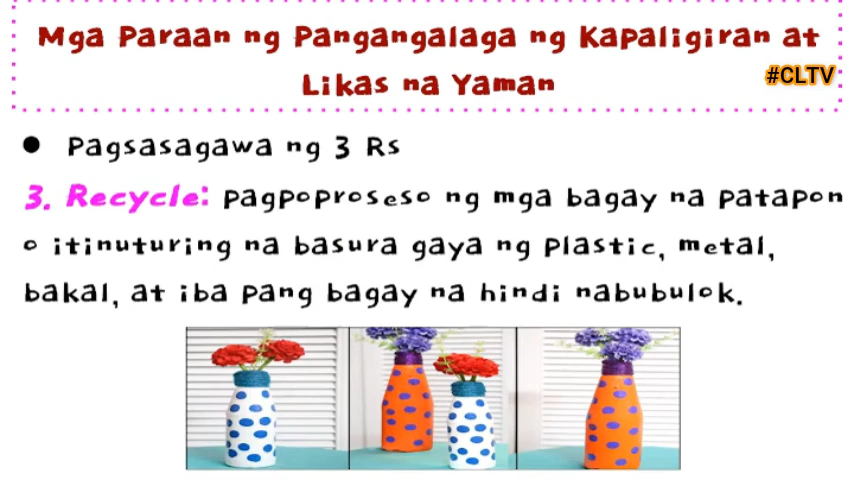 Mga Paraan ng Pangangalaga ng Kapaligiran at
Likas na Yaman
#CLTV
● Pagsasagawa ng 3 Rs
3. Recycle: pagpoproseso ng mga bagay na patapon
o itinuturing na basura gaya ng plastic, metal,
bakal, at iba pang bagay na hindi nabubulok.